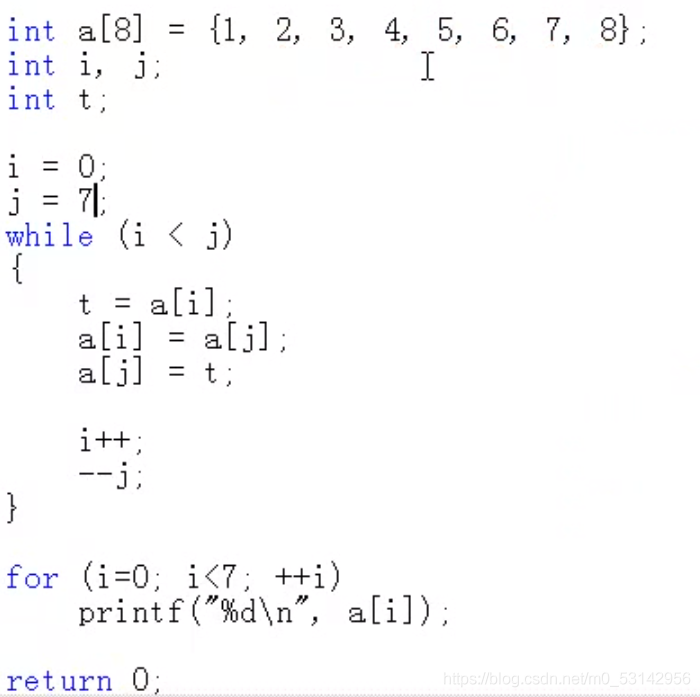 int a[8] = {1, 2, 3, 4, 5, 6, 7, 8};
int i, j;
int t;
i = 0;
j = 7;
while (i < j)
{
t = a[i];
a[i] = a[j];
a[j] = t;
i++;
--j;
}
for (i=0; i<7; ++i)
printf("%d\n", a[i]);
return 0;
https://blog.csdn.net/m0_53142956